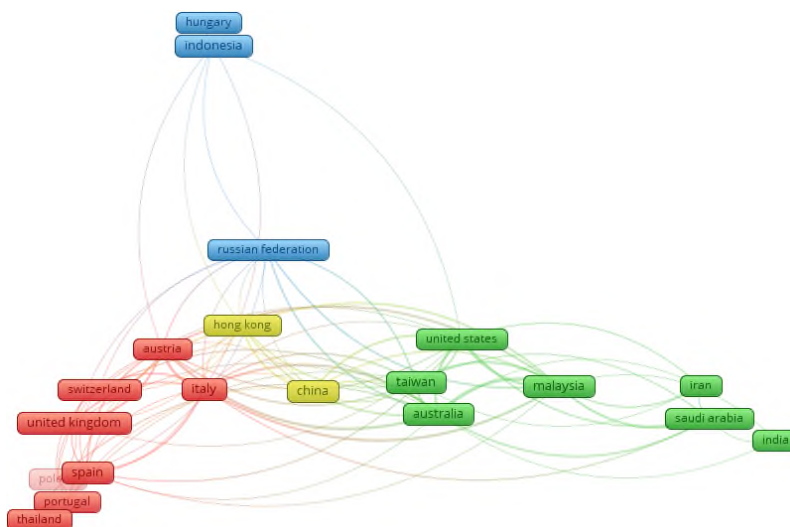 hungary
indonesia
russian federation
hong kong
united states
austria
taiwan
malaysia
iran
switzerland
italy
china
australia
saudi arabia
united kingdom
india
spain
portugal
thailand